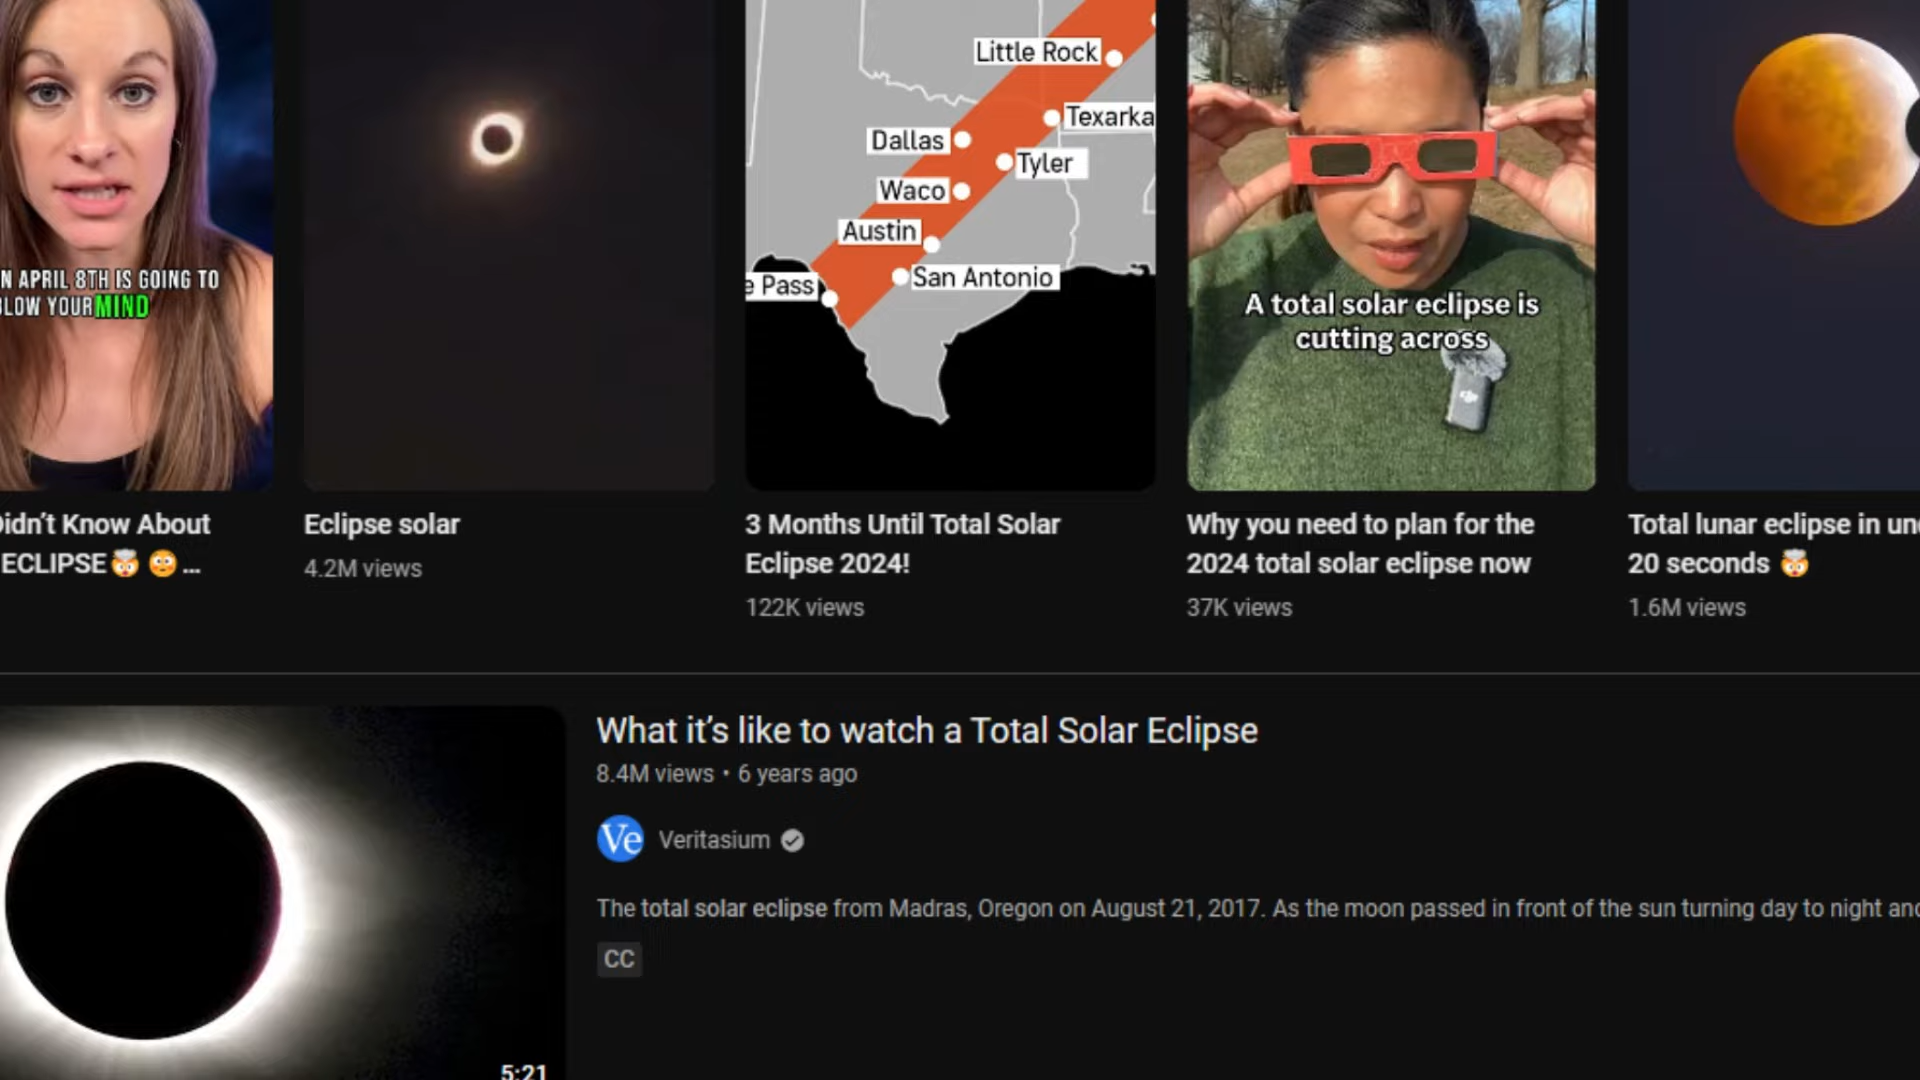 Little Rock
Texarka
Dallas
Tyler
Waco
Austin
San Antonio
e Pass
N APRIL 8TH IS GOING TO
LOW YOUR MIND
A total solar eclipse is
cutting across
Didn't Know About
ECLIPSE🤯 😳 ...
Eclipse solar
4.2M views
3 Months Until Total Solar
Eclipse 2024!
122K views
Why you need to plan for the
2024 total solar eclipse now
37K views
Total lunar eclipse in un
20 seconds 🤯
1.6M views
What it's like to watch a Total Solar Eclipse
8.4M views • 6 years ago
Ve Veritasium
The total solar eclipse from Madras, Oregon on August 21, 2017. As the moon passed in front of the sun turning day to night and
CC
5:21